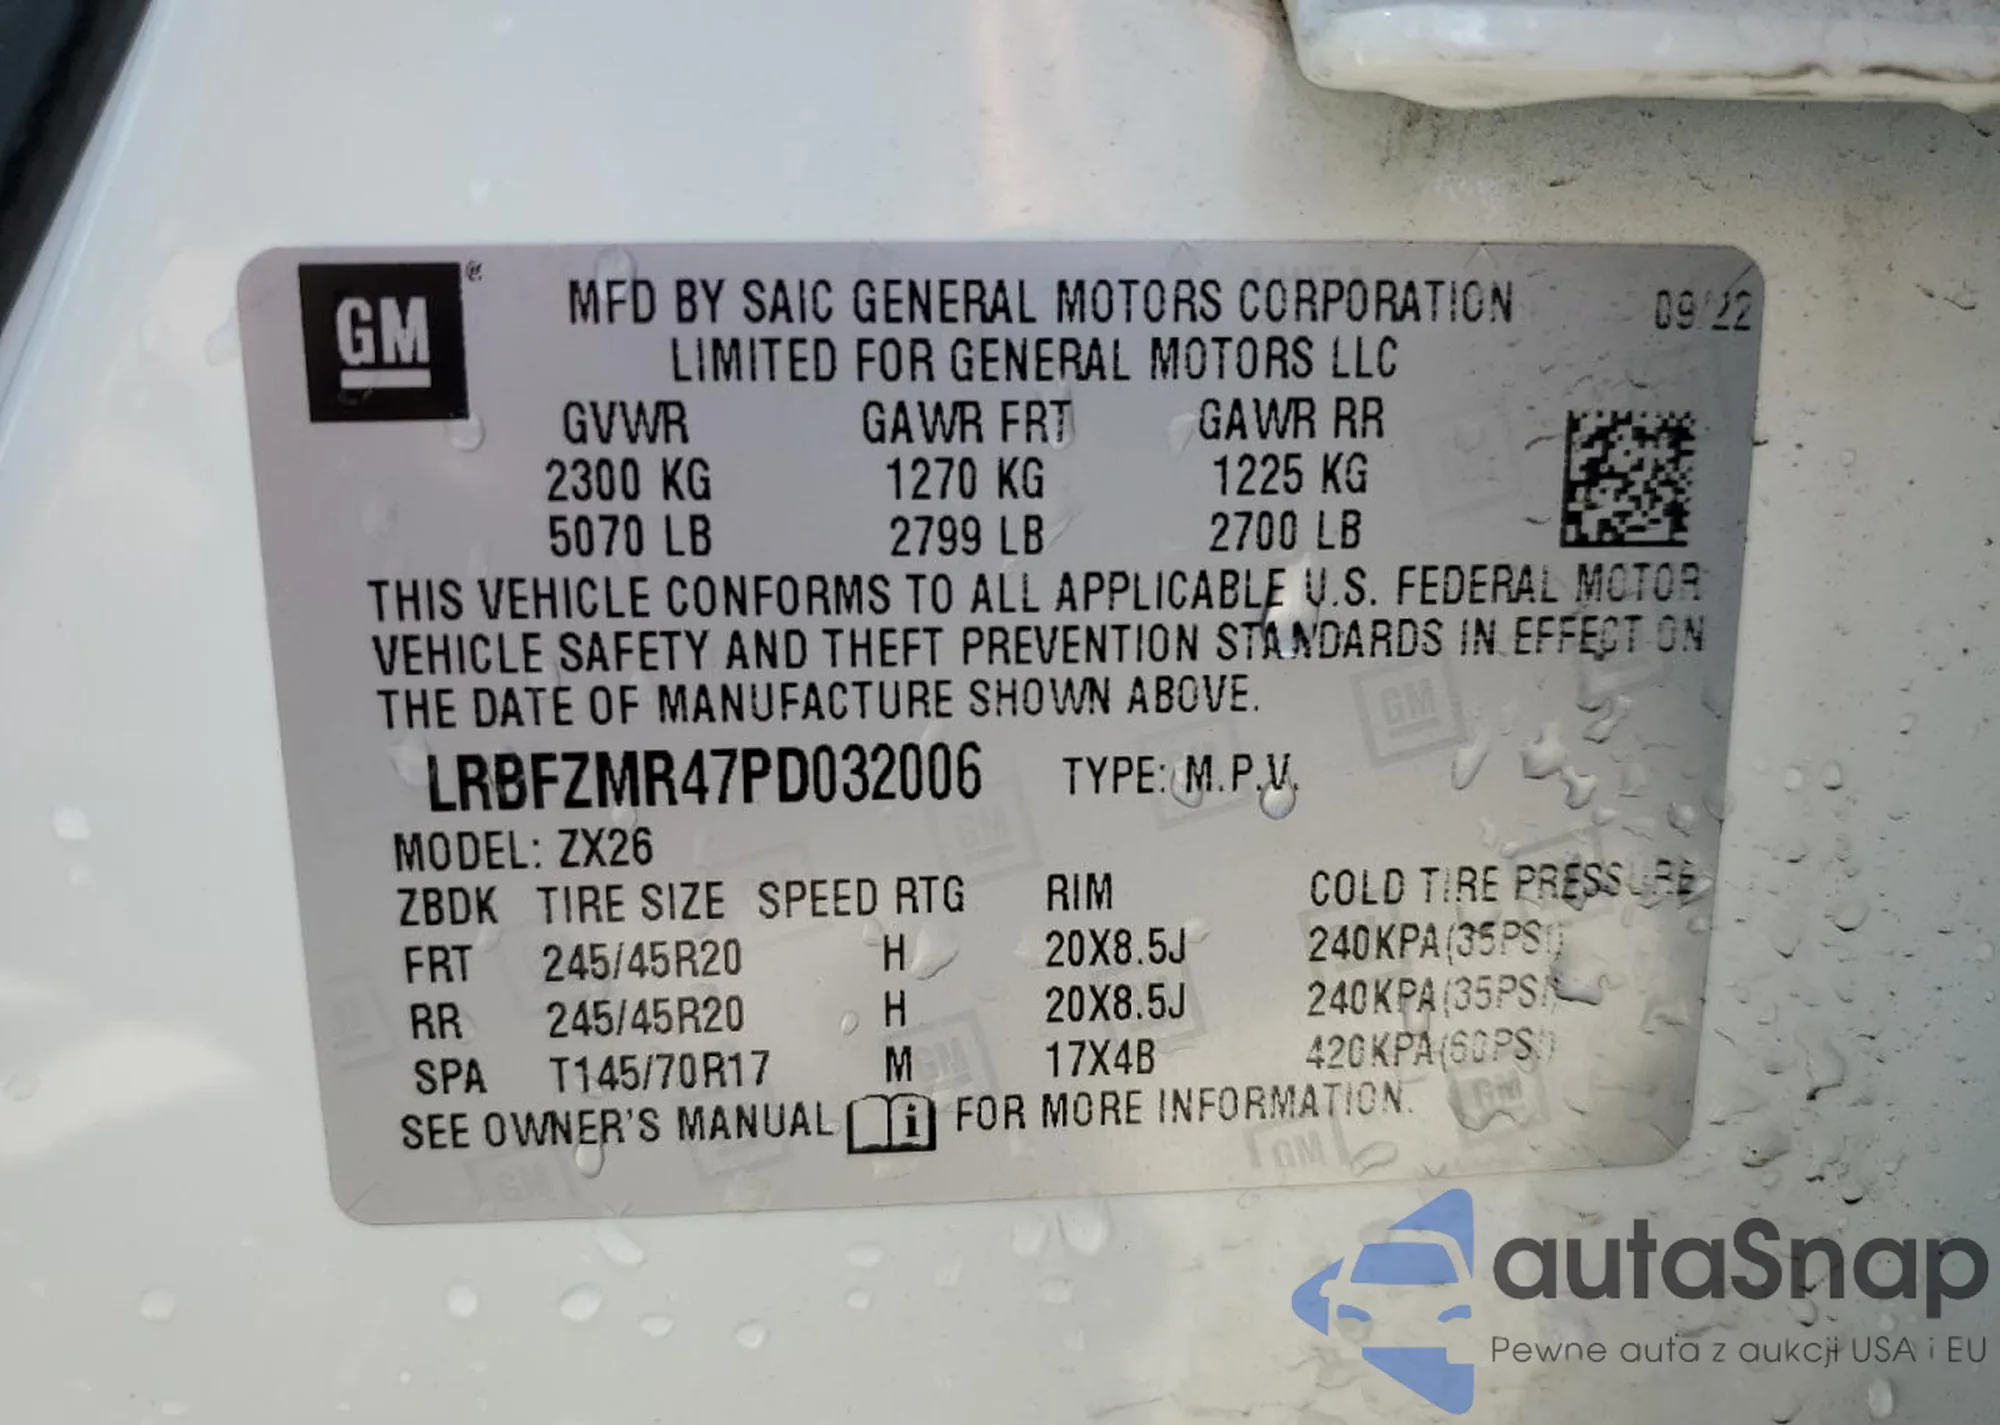 GM ® MFD BY SAIC GENERAL MOTORS CORPORATION 09/22
LIMITED FOR GENERAL MOTORS LLC
GVWR GAWR FRT GAWR RR
2300 KG 1270 KG 1225 KG
5070 LB 2799 LB 2700 LB
THIS VEHICLE CONFORMS TO ALL APPLICABLE U.S. FEDERAL MOTOR
VEHICLE SAFETY AND THEFT PREVENTION STANDARDS IN EFFECT ON
THE DATE OF MANUFACTURE SHOWN ABOVE.
LRBFZMR47PD032006 TYPE: M.P.V.
MODEL: ZX26
ZBDK TIRE SIZE SPEED RTG RIM COLD TIRE PRESSURE
FRT 245/45R20 H 20X8.5J 240KPA(35PSI)
RR 245/45R20 H 20X8.5J 240KPA(35PSI)
SPA T145/70R17 M 17X4B 420KPA(60PSI)
SEE OWNER'S MANUAL i FOR MORE INFORMATION.
autaSnap
Pewne auta z aukcji USA i EU